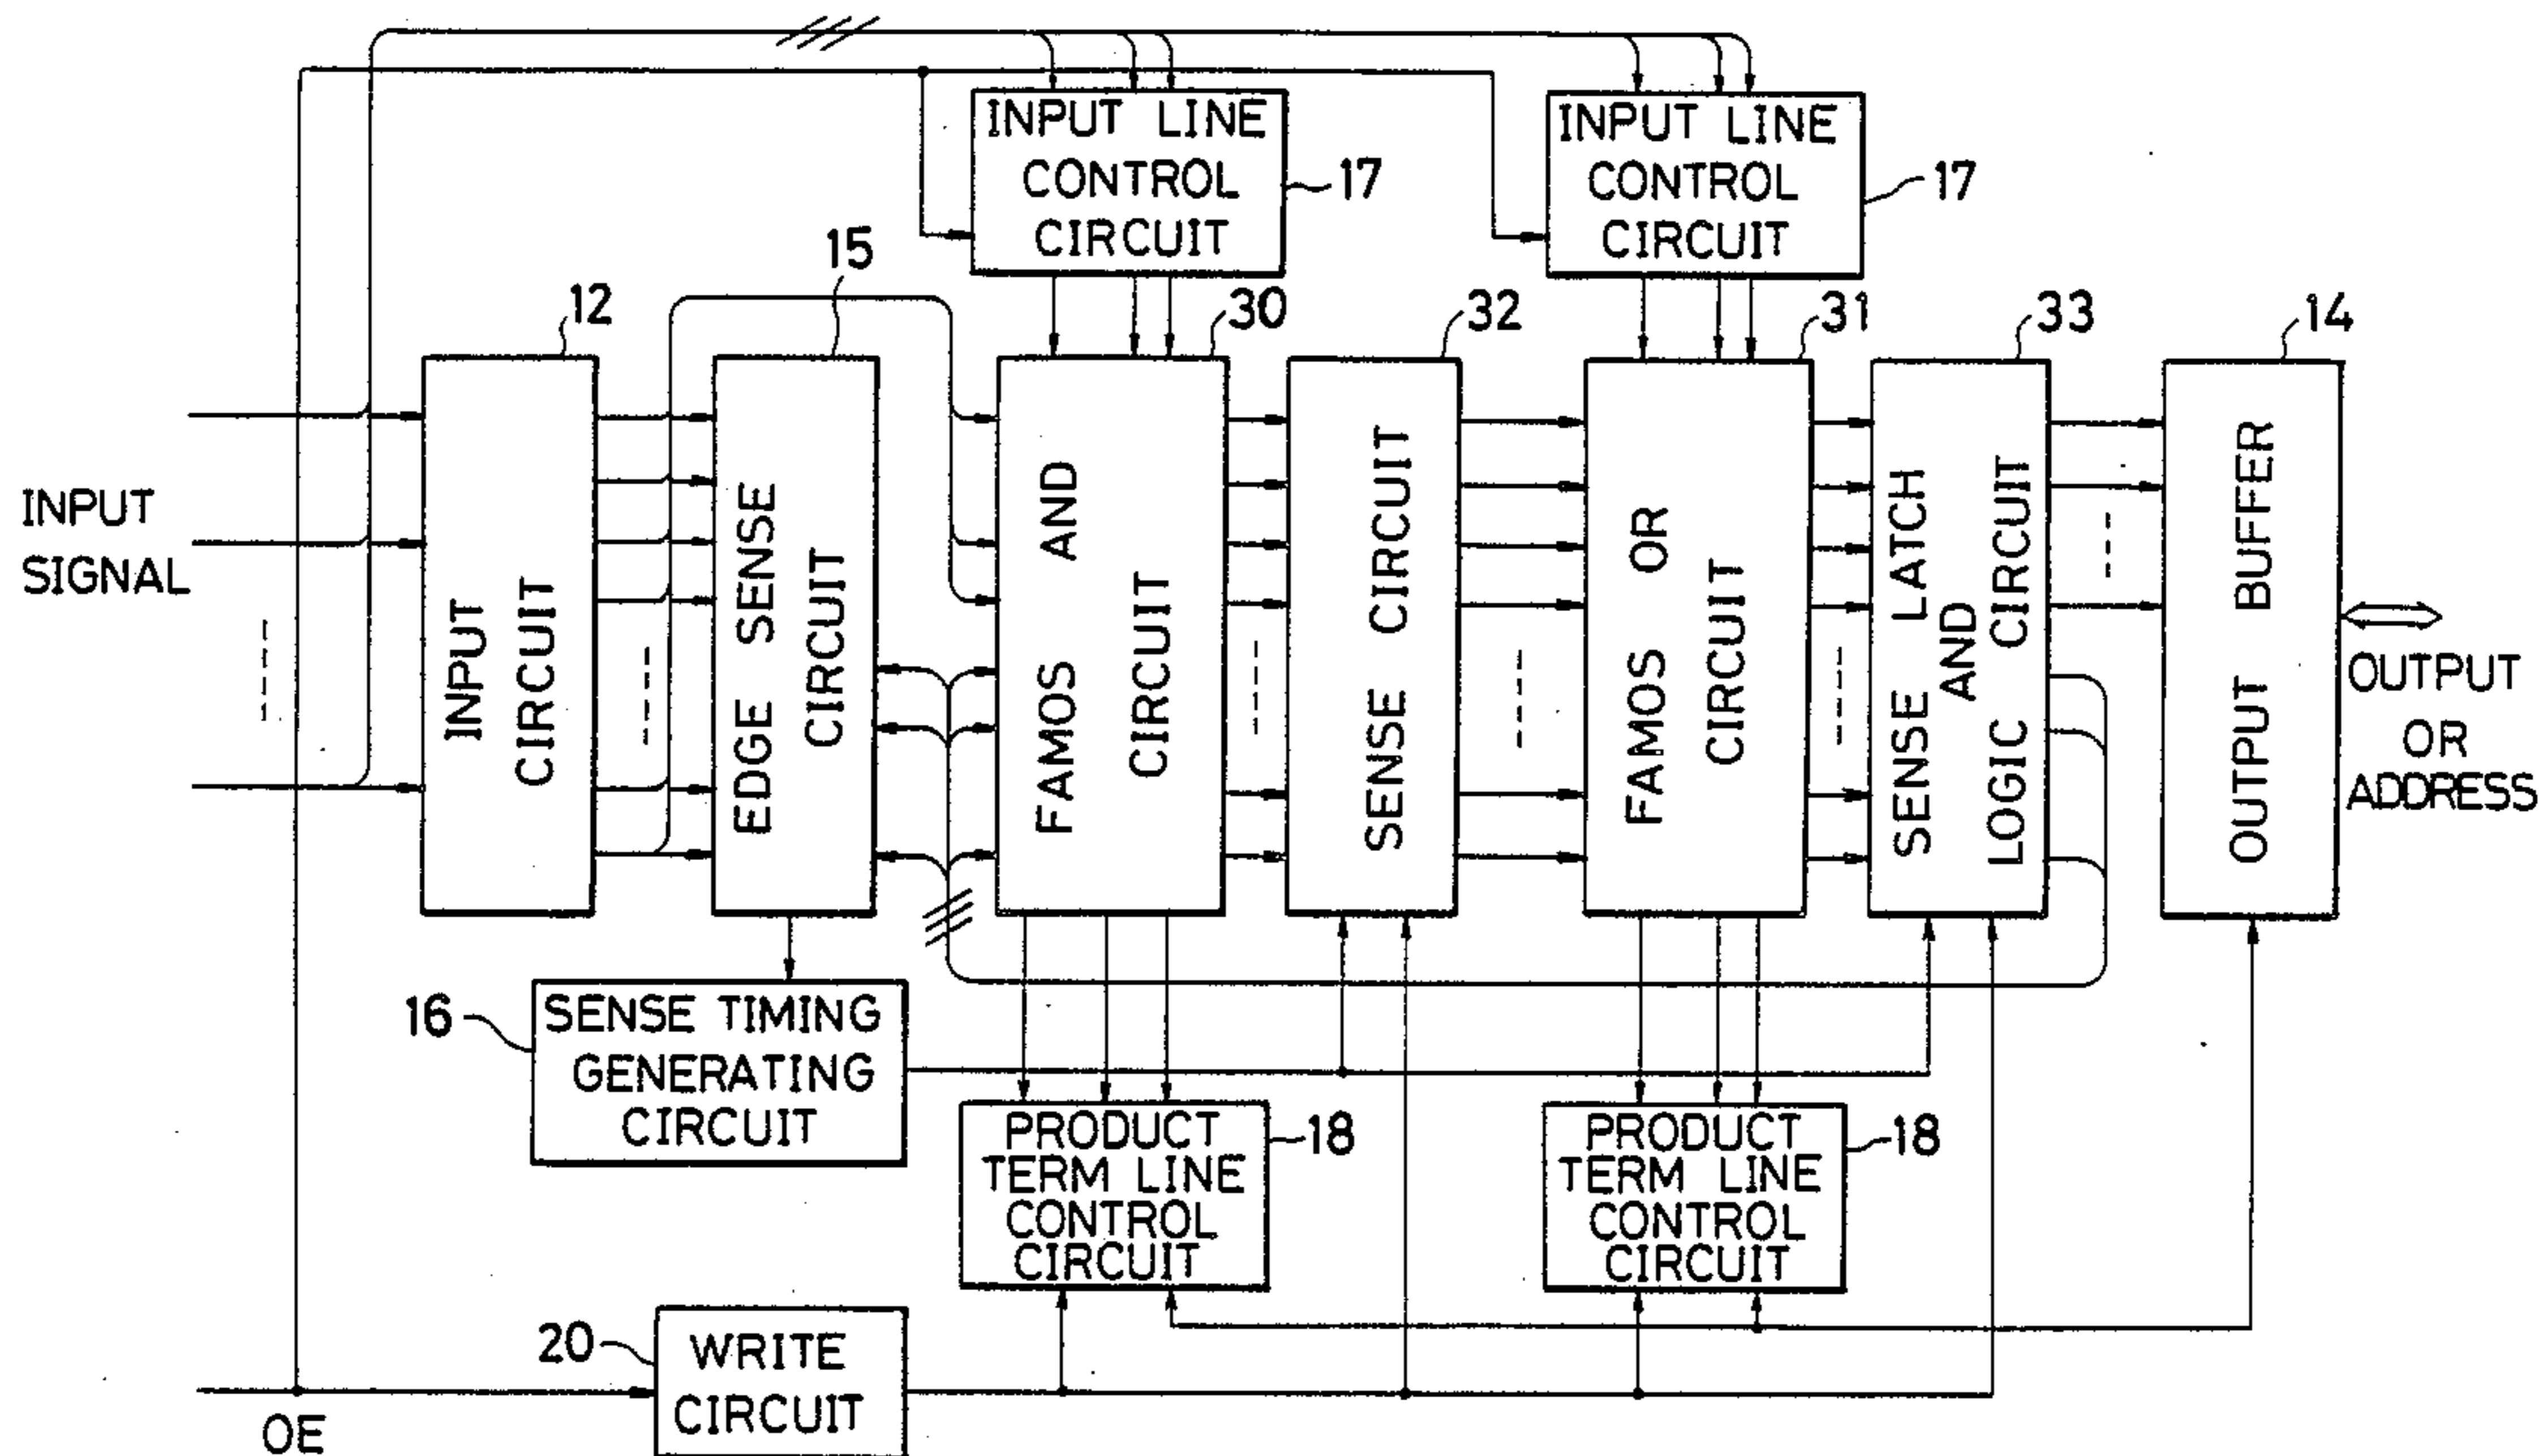 INPUT LINE
CONTROL
CIRCUIT
17
INPUT LINE
CONTROL
CIRCUIT
17
INPUT
SIGNAL
12
INPUT
CIRCUIT
15
EDGE SENSE
CIRCUIT
30
FAMOS AND
CIRCUIT
32
SENSE CIRCUIT
31
FAMOS OR
CIRCUIT
33
SENSE LATCH
AND
LOGIC CIRCUIT
14
OUTPUT BUFFER
OUTPUT
OR
ADDRESS
16
SENSE TIMING
GENERATING
CIRCUIT
PRODUCT
TERM LINE
CONTROL
CIRCUIT
18
PRODUCT
TERM LINE
CONTROL
CIRCUIT
18
20
WRITE
CIRCUIT
OE